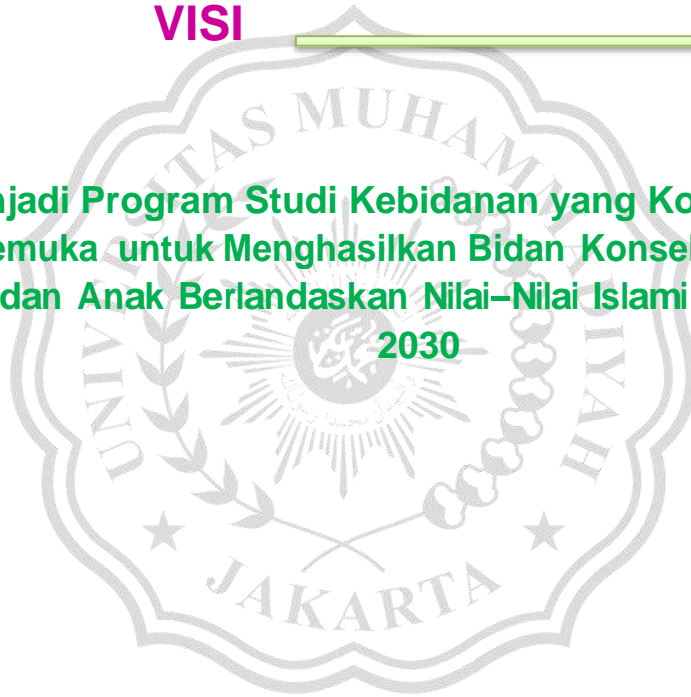 VISI
njadi Program Studi Kebidanan yang Ko
emuka untuk Menghasilkan Bidan Konsel
dan Anak Berlandaskan Nilai–Nilai Islami
2030
UNIVERSITAS MUHAMMADIYAH
JAKARTA